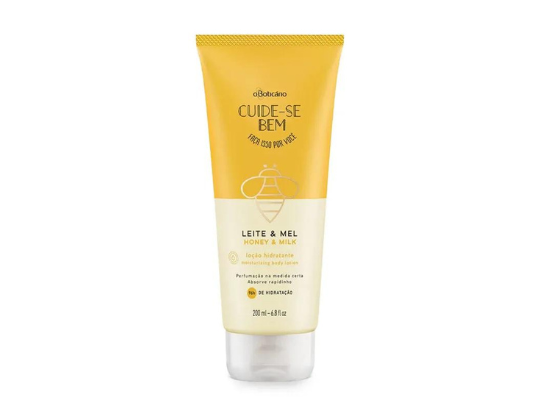 oBoticário
CUIDE-SE
BEM
FAÇA ISSO POR VOCÊ
LEITE & MEL
HONEY & MILK
loção hidratante
moisturizing body lotion
Perfumação na medida certa
Absorve rapidinho
DE HIDRATAÇÃO
200 ml - 6.8 fl oz